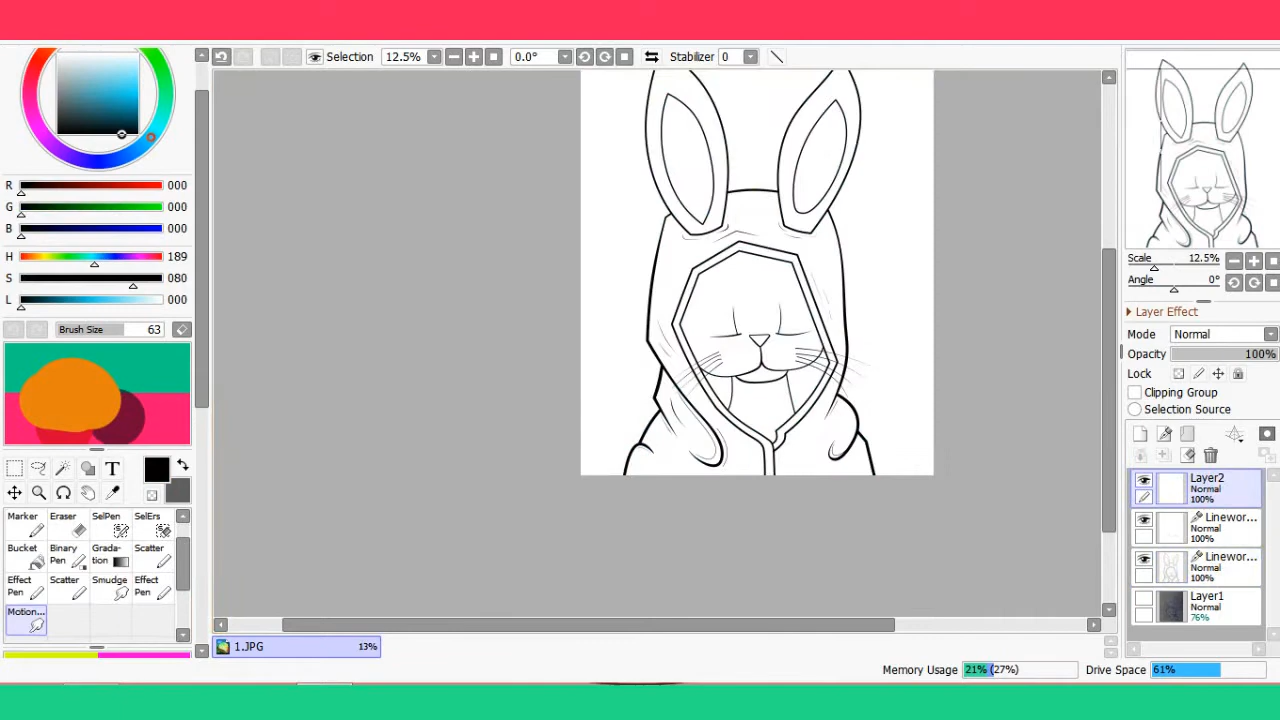 Selection 12.5% 0.0° Stabilizer 0
R 000
G 000
B 000
H 189
S 080
L 000
Brush Size 63
T
Marker Eraser SelPen SelErs
Bucket Binary Pen Grada-tion Scatter
Effect Pen Scatter Smudge Effect Pen
Motion...
1.JPG 13%
Scale 12.5%
Angle 0°
Layer Effect
Mode Normal
Opacity 100%
Lock
Clipping Group
Selection Source
Layer2
Normal
100%
Linewor...
Normal
100%
Linewor...
Normal
100%
Layer1
Normal
76%
Memory Usage 21% (27%) Drive Space 61%